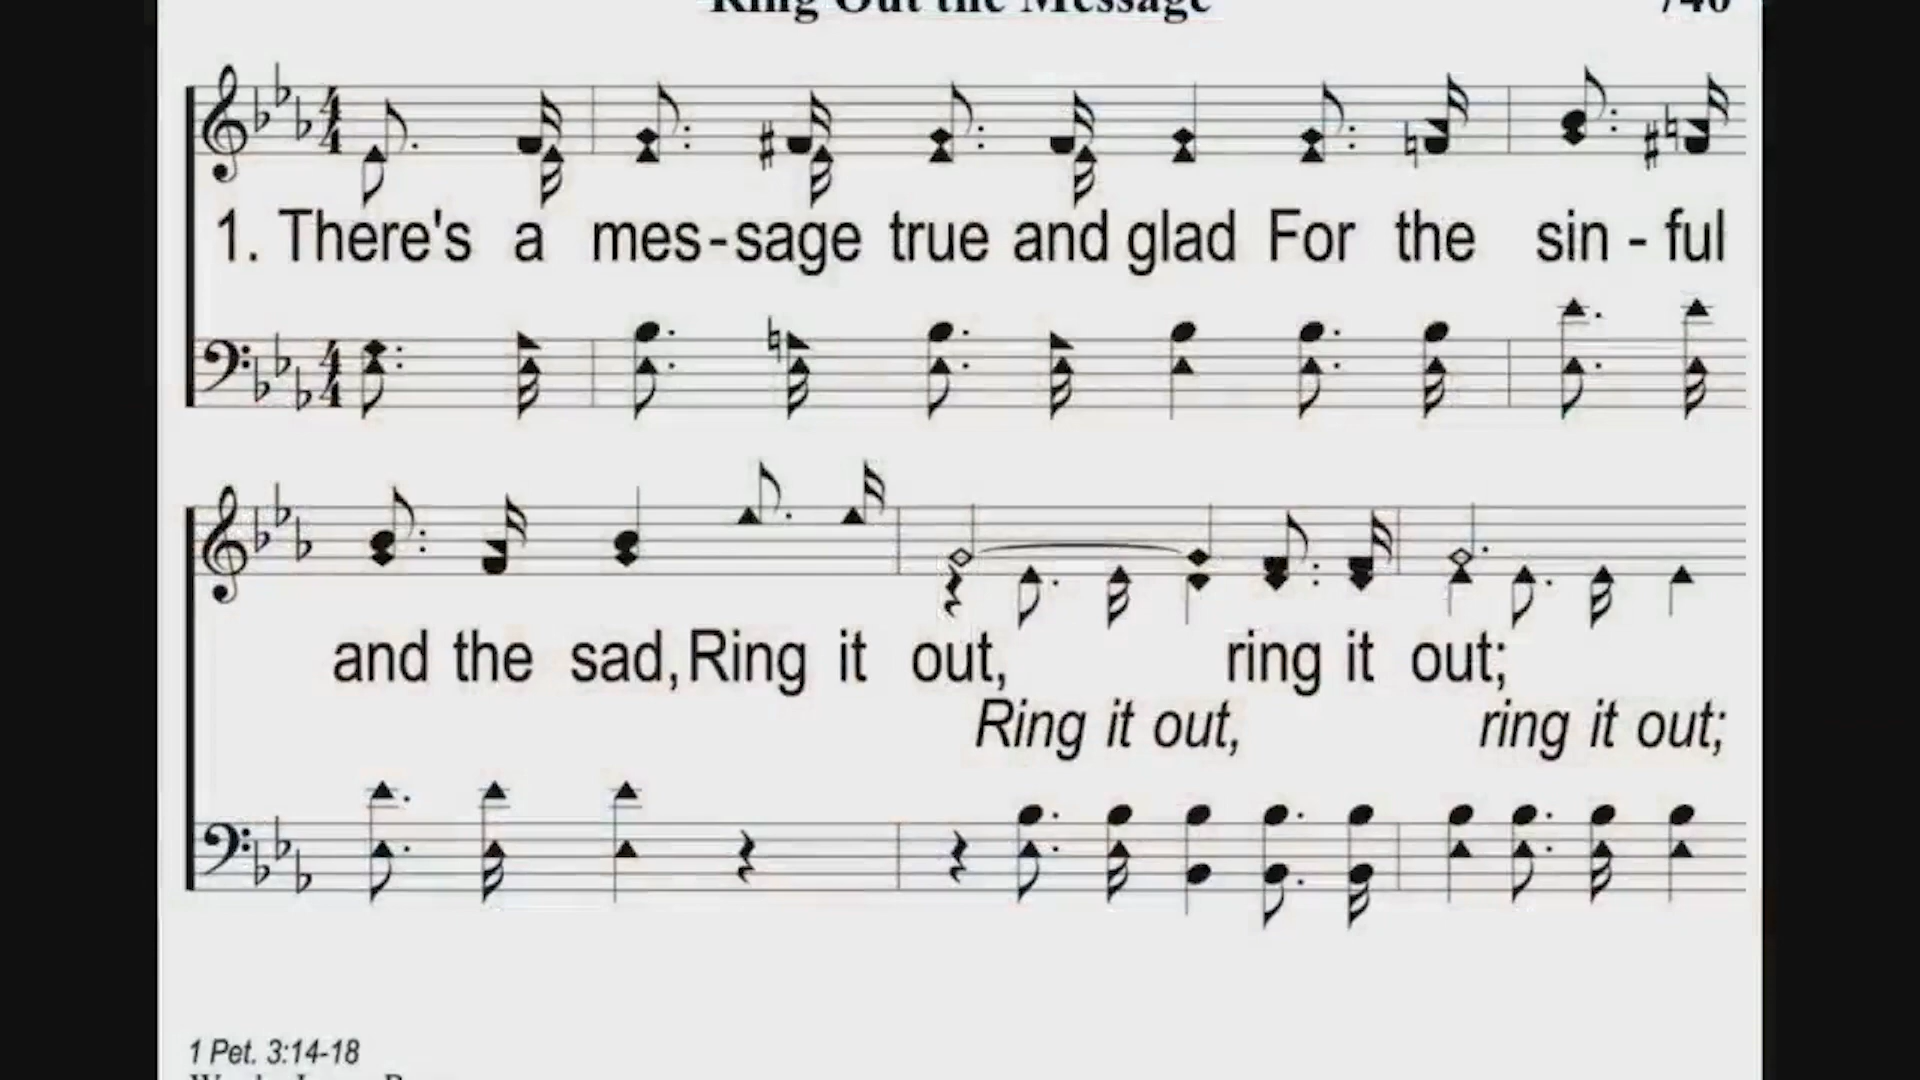 Ring Out the Message 740
1. There's a mes-sage true and glad For the sin - ful
and the sad, Ring it out, ring it out;
Ring it out, ring it out;
1 Pet. 3:14-18